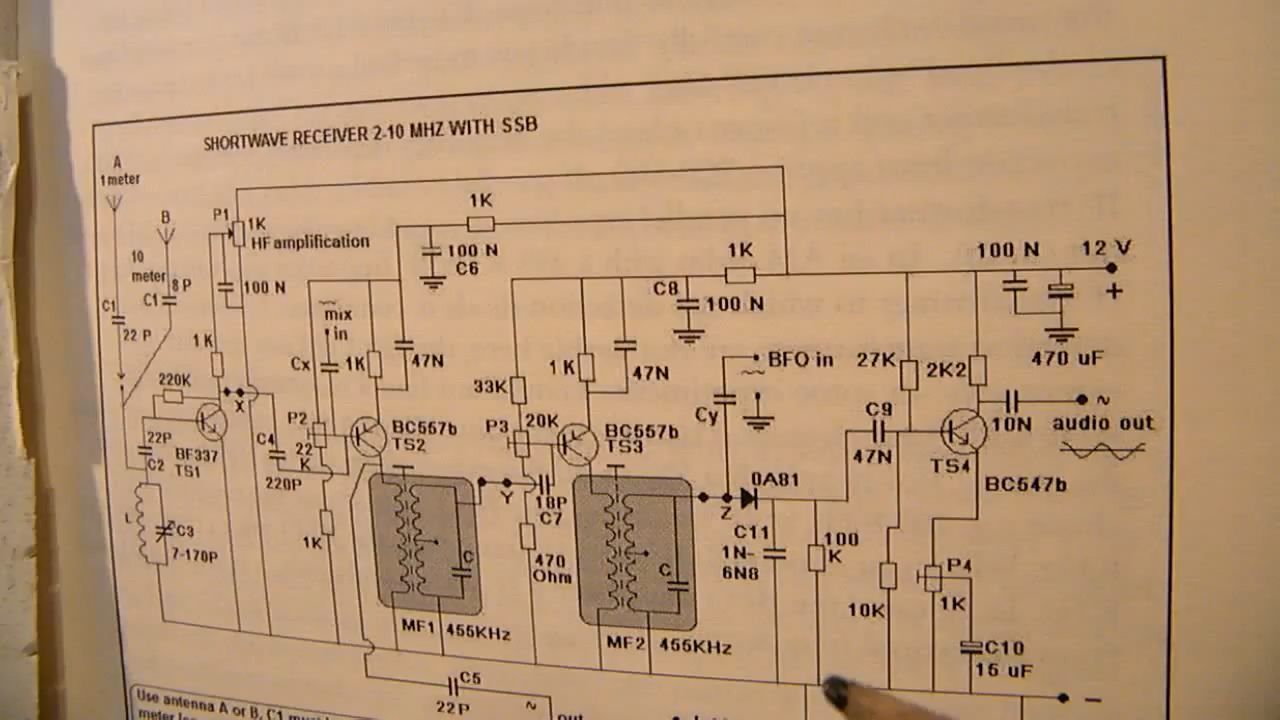 SHORTWAVE RECEIVER 2-10 MHZ WITH SSB
A
1 meter
B
P1
1K
HF amplification
1K
100 N
C6
1K
100 N
12 V
+
10
meter
8 P
C1
100 N
C1
22 P
mix
in
C8
100 N
1K
Cx
1K
47N
1K
47N
BFO in
27K
2K2
470 uF
220K
X
33K
P2
22
K
BC557b
TS2
P3
20K
BC557b
TS3
Cy
C9
47N
10N
~
audio out
22P
C2
BF337
TS1
C4
220P
TS4
BC547b
Y
18P
C7
0A81
Z
L
C3
7-170P
1K
C
470
Ohm
C
C11
1N-
6N8
100
K
P4
1K
10K
MF1 455KHz
MF2 455KHz
C10
15 uF
C5
22P
~
out
−
Use antenna A or B, C1
meter